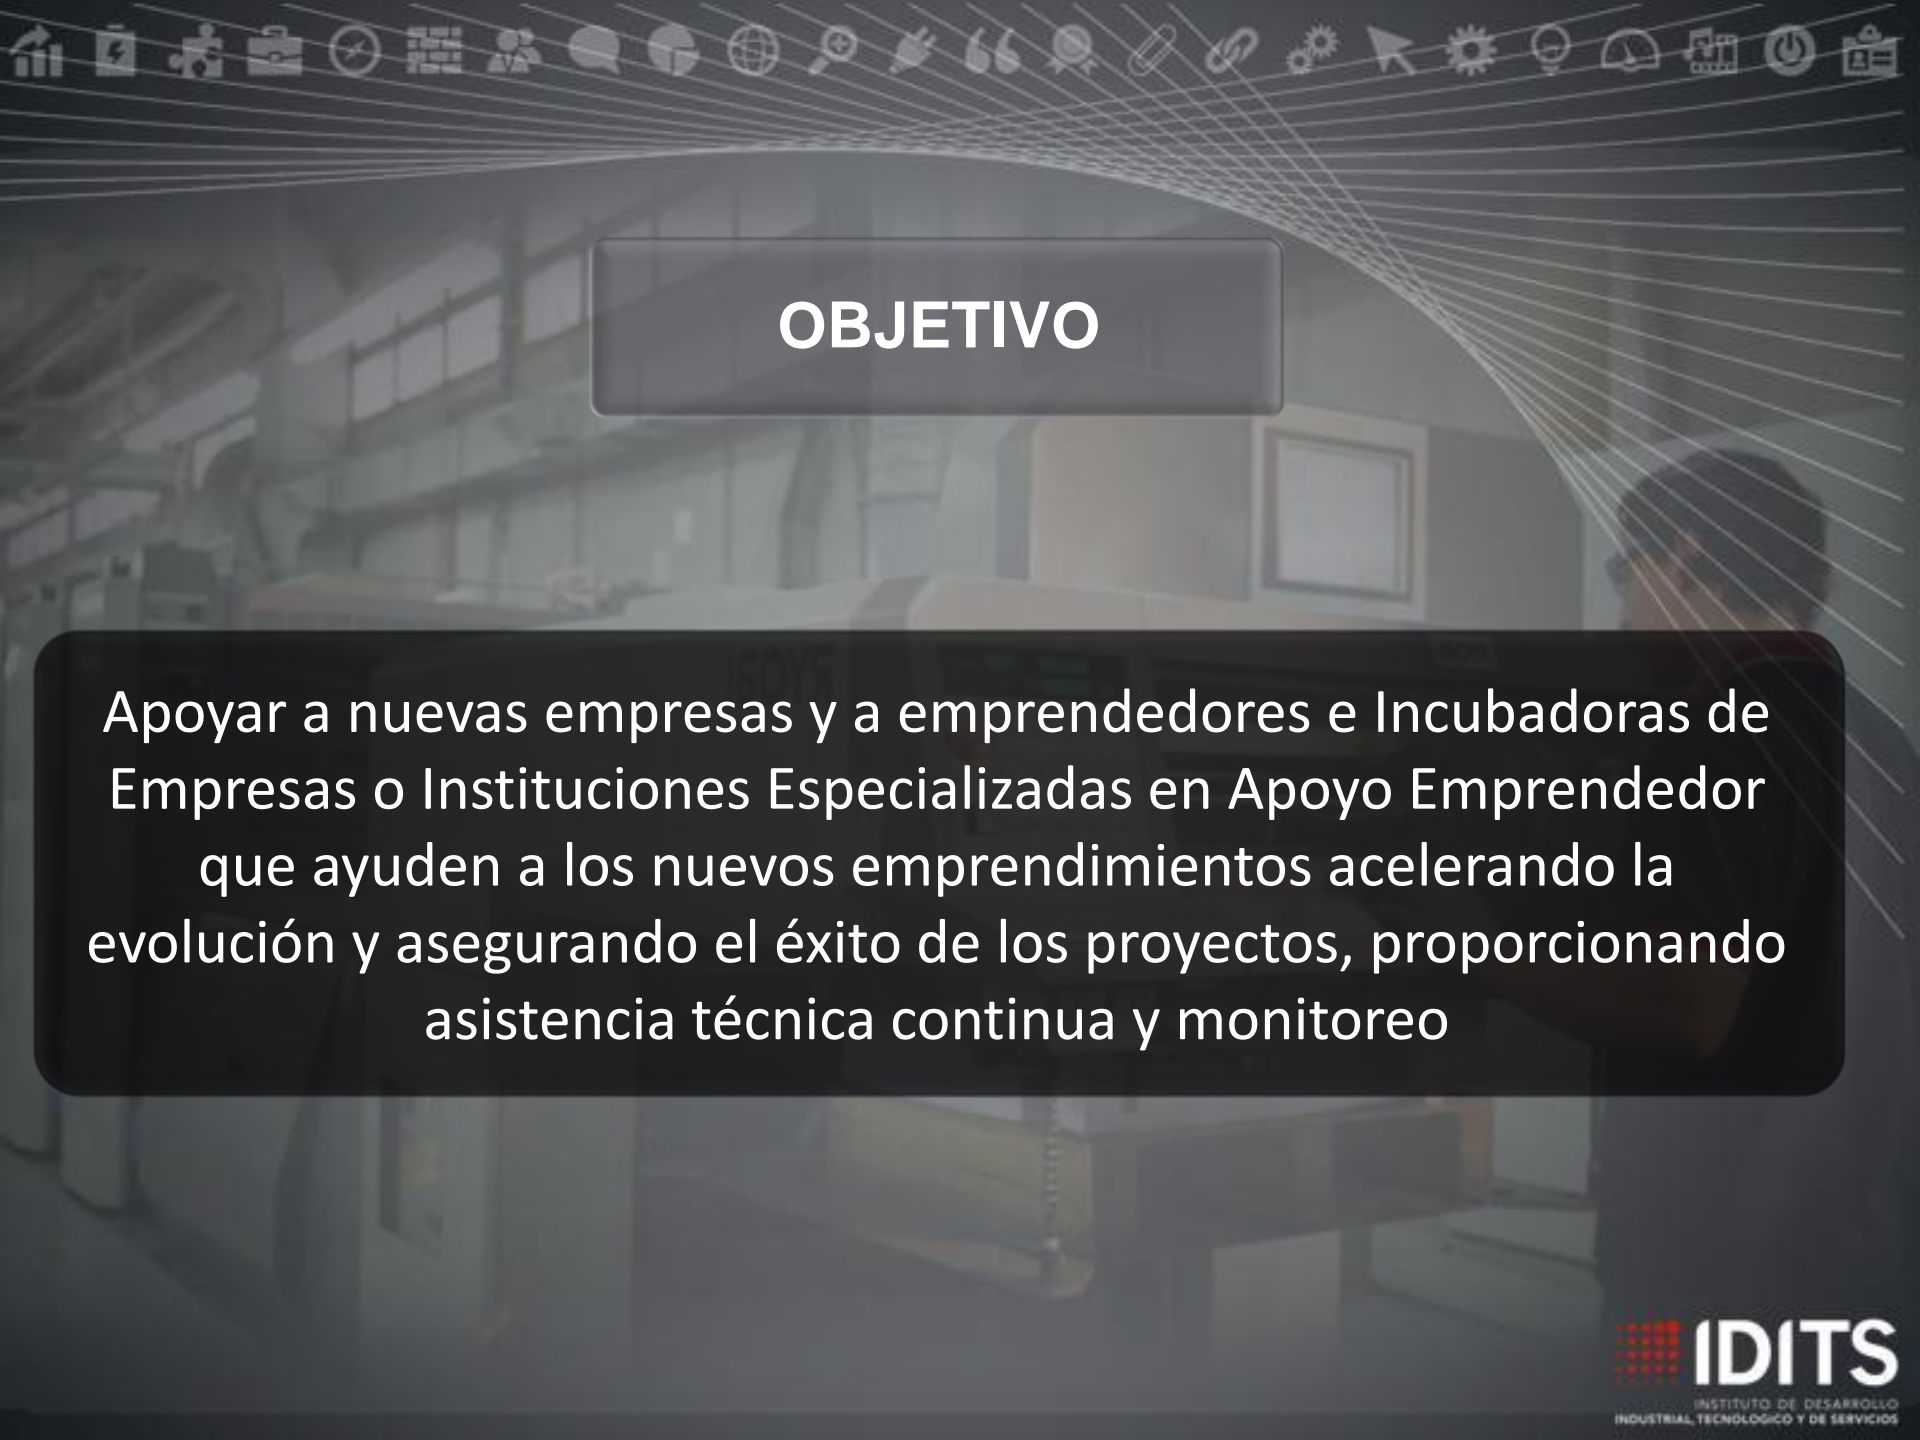 OBJETIVO
Apoyar a nuevas empresas y a emprendedores e Incubadoras de
Empresas o Instituciones Especializadas en Apoyo Emprendedor
que ayuden a los nuevos emprendimientos acelerando la
evolución y asegurando el éxito de los proyectos, proporcionando
asistencia técnica continua y monitoreo
IDITS
INSTITUTO DE DESARROLLO
INDUSTRIAL, TECNOLOGICO Y DE SERVICIOS